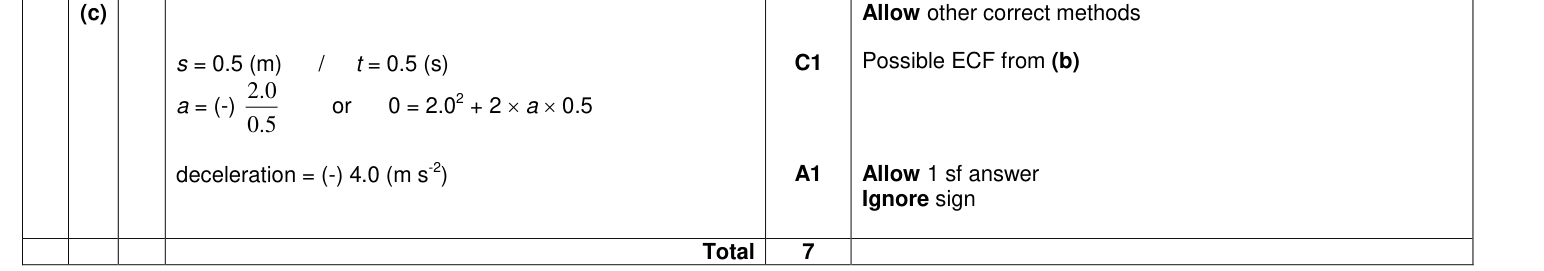 (c) Allow other correct methods
s = 0.5 (m) / t = 0.5 (s) C1 Possible ECF from (b)
a = (-) 2.0/0.5 or 0 = 2.0² + 2 × a × 0.5
deceleration = (-) 4.0 (m s⁻²) A1 Allow 1 sf answer
Ignore sign
Total 7